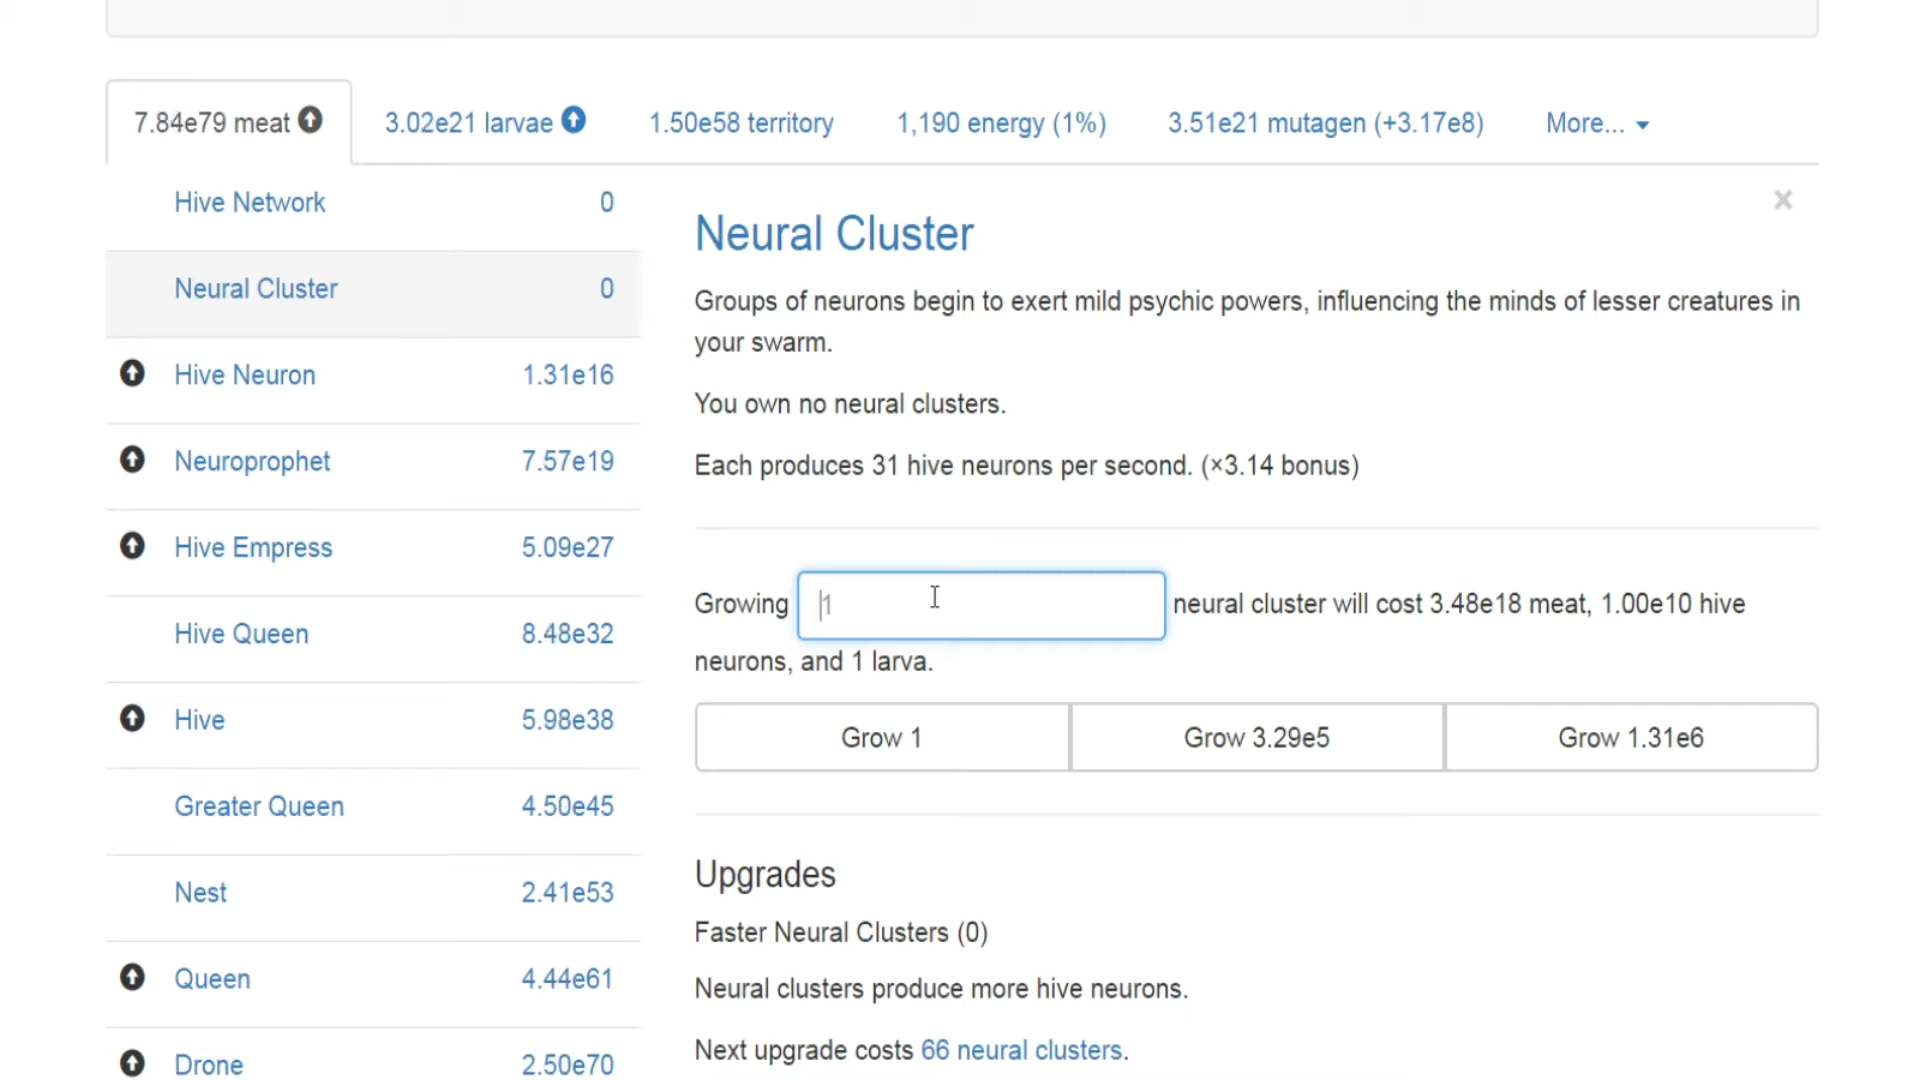 7.84e79 meat 3.02e21 larvae 1.50e58 territory 1,190 energy (1%) 3.51e21 mutagen (+3.17e8) More...
Hive Network 0
Neural Cluster 0
Hive Neuron 1.31e16
Neuroprophet 7.57e19
Hive Empress 5.09e27
Hive Queen 8.48e32
Hive 5.98e38
Greater Queen 4.50e45
Nest 2.41e53
Queen 4.44e61
Drone 2.50e70
×
Neural Cluster
Groups of neurons begin to exert mild psychic powers, influencing the minds of lesser creatures in
your swarm.
You own no neural clusters.
Each produces 31 hive neurons per second. (×3.14 bonus)
Growing 1 neural cluster will cost 3.48e18 meat, 1.00e10 hive
neurons, and 1 larva.
Grow 1 Grow 3.29e5 Grow 1.31e6
Upgrades
Faster Neural Clusters (0)
Neural clusters produce more hive neurons.
Next upgrade costs 66 neural clusters.